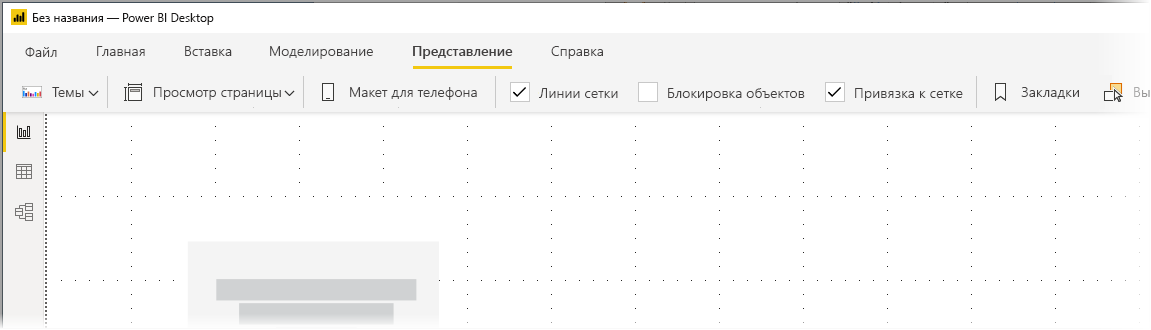 Без названия — Power BI Desktop
Файл Главная Вставка Моделирование Представление Справка
Темы Просмотр страницы Макет для телефона Линии сетки Блокировка объектов Привязка к сетке Закладки